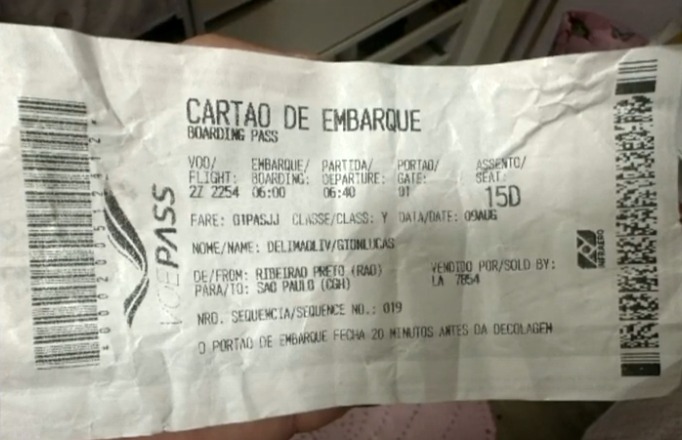 CARTAO DE EMBARQUE
BOARDING PASS
VOO/ EMBARQUE/ PARTIDA/ PORTAO/ ASSENTO/
FLIGHT: BOARDING: DEPARTURE: GATE: SEAT:
2Z 2254 06:00 06:40 01 15D
FARE: CLASSE/CLASS: Y DATA/DATE: 09AUG
NOME/NAME: DELIMAOLIV/GIONLUCAS
DE/FROM: RIBEIRAO PRETO (RAO) VENDIDO POR/SOLD BY:
PARA/TO: SAO PAULO (CGH) LA 7854
NRO. SEQUENCIA/SEQUENCE NO.: 019
O PORTAO DE EMBARQUE FECHA 20 MINUTOS ANTES DA DECOLAGEM
VOEPASS